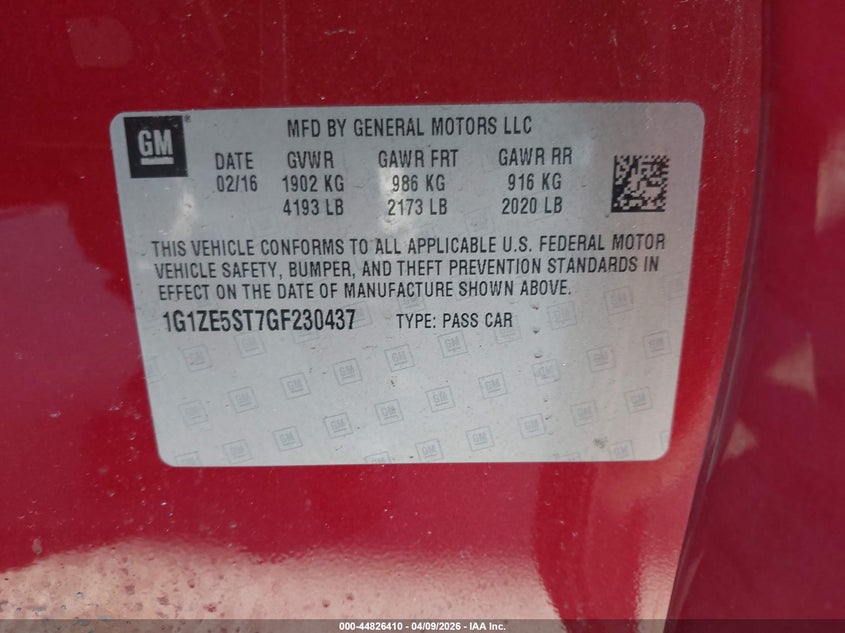 GM
MFD BY GENERAL MOTORS LLC
DATE GVWR GAWR FRT GAWR RR
02/16 1902 KG 986 KG 916 KG
4193 LB 2173 LB 2020 LB
THIS VEHICLE CONFORMS TO ALL APPLICABLE U.S. FEDERAL MOTOR
VEHICLE SAFETY, BUMPER, AND THEFT PREVENTION STANDARDS IN
EFFECT ON THE DATE OF MANUFACTURE SHOWN ABOVE.
1G1ZE5ST7GF230437 TYPE: PASS CAR
000-44826410 - 04/09/2026 - IAA Inc.